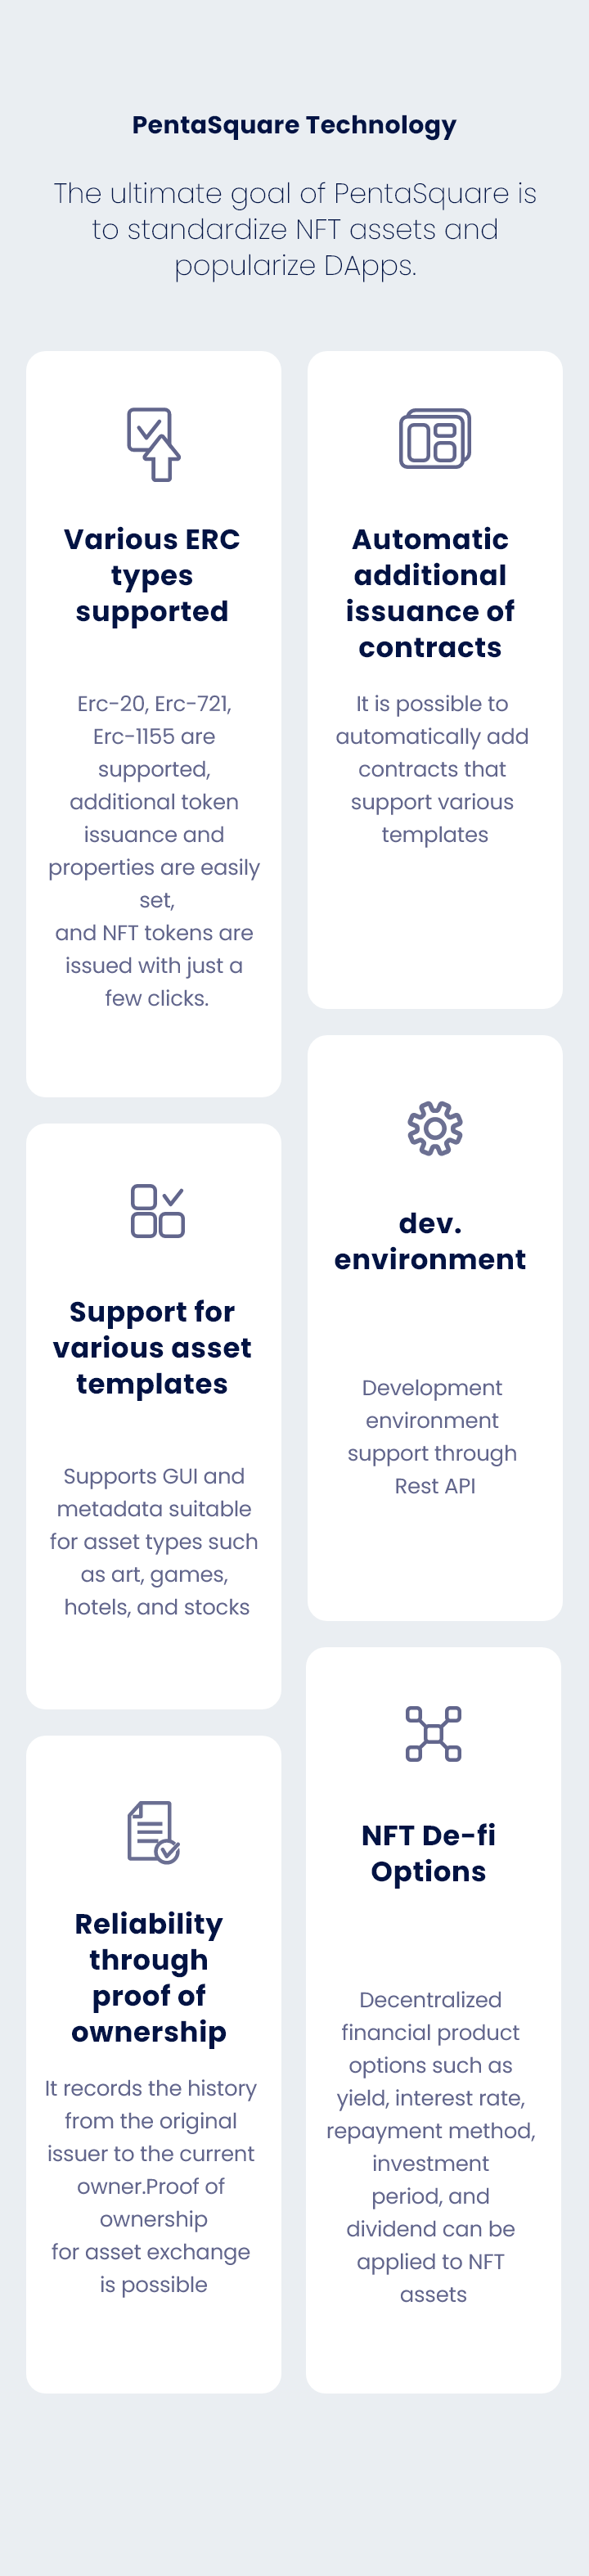 PentaSquare Technology
The ultimate goal of PentaSquare is
to standardize NFT assets and
popularize DApps.
Various ERC
types
supported
Erc-20, Erc-721,
Erc-1155 are
supported,
additional token
issuance and
properties are easily
set,
and NFT tokens are
issued with just a
few clicks.
Automatic
additional
issuance of
contracts
It is possible to
automatically add
contracts that
support various
templates
Support for
various asset
templates
Supports GUI and
metadata suitable
for asset types such
as art, games,
hotels, and stocks
dev.
environment
Development
environment
support through
Rest API
Reliability
through
proof of
ownership
It records the history
from the original
issuer to the current
owner.Proof of
ownership
for asset exchange
is possible
NFT De-fi
Options
Decentralized
financial product
options such as
yield, interest rate,
repayment method,
investment
period, and
dividend can be
applied to NFT
assets